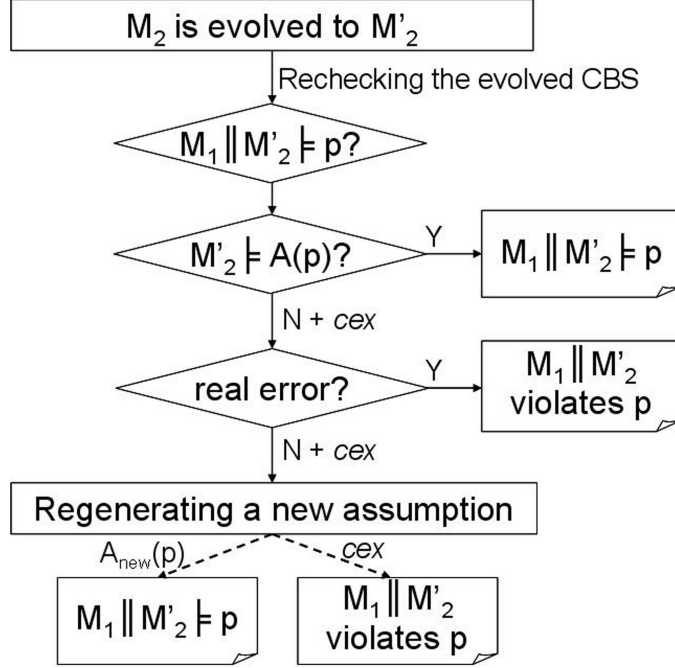 M₂ is evolved to M'₂
Rechecking the evolved CBS
M₁ ‖ M'₂ ⊧ p?
M'₂ ⊧ A(p)?
Y
M₁ ‖ M'₂ ⊧ p
N + cex
real error?
Y
M₁ ‖ M'₂
violates p
N + cex
Regenerating a new assumption
Aₙₑw(p)
cex
M₁ ‖ M'₂ ⊧ p
M₁ ‖ M'₂
violates p